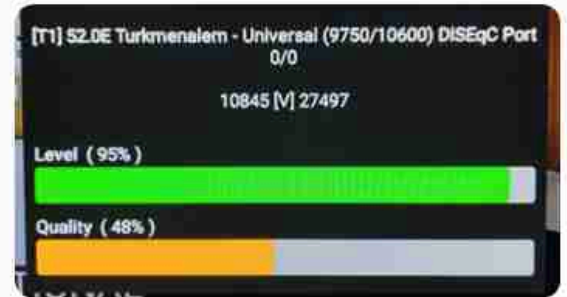 [T1] 52.0E Turkmenalem - Universal (9750/10600) DiSEqC Port
0/0
10845 [V] 27497
Level ( 95% )
Quality ( 48% )